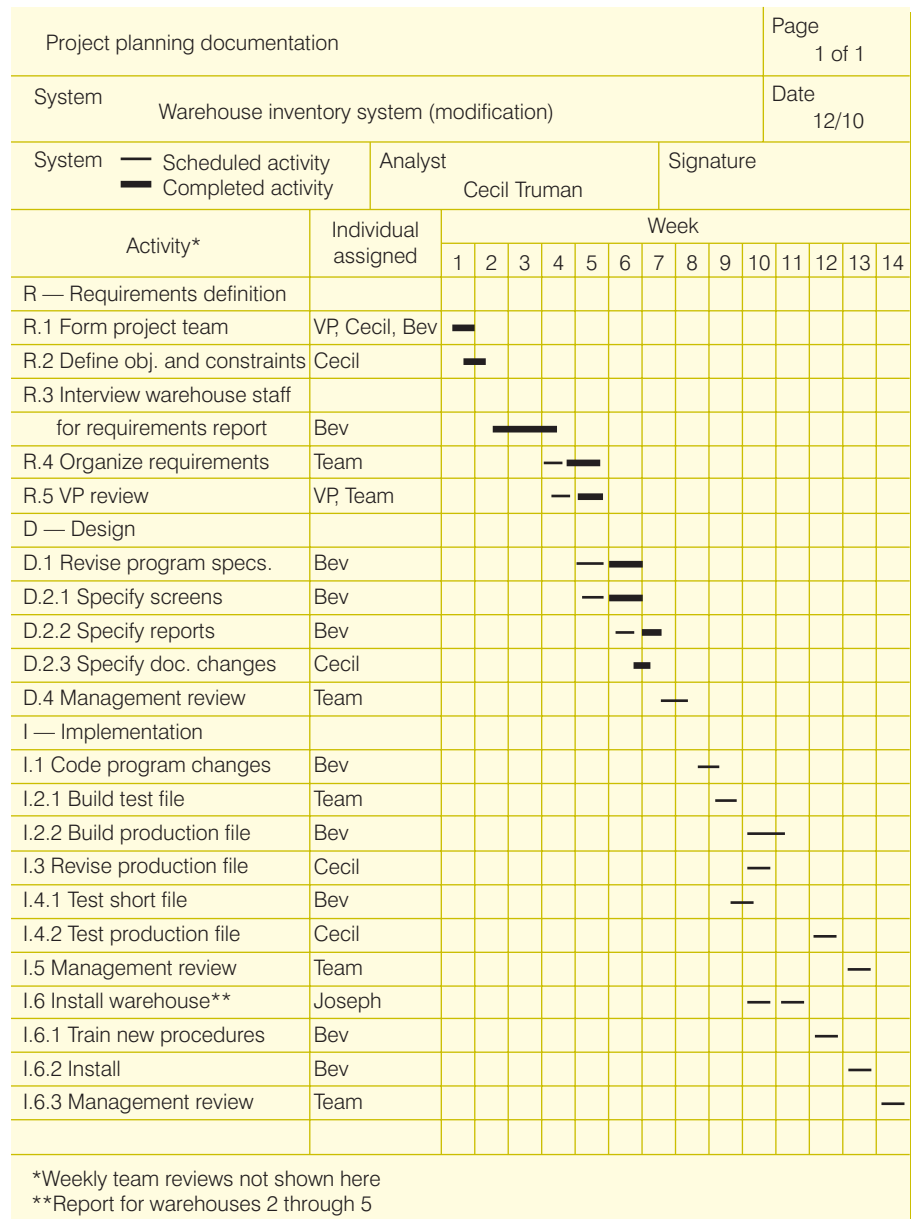 Project planning documentation
Page
1 of 1
System
Warehouse inventory system (modification)
Date
12/10
System
Scheduled activity
Completed activity
Analyst
Cecil Truman
Signature
Activity*
Individual
assigned
Week
1 2 3 4 5 6 7 8 9 10 11 12 13 14
R — Requirements definition
R.1 Form project team VP, Cecil, Bev
R.2 Define obj. and constraints Cecil
R.3 Interview warehouse staff
for requirements report Bev
R.4 Organize requirements Team
R.5 VP review VP, Team
D — Design
D.1 Revise program specs. Bev
D.2.1 Specify screens Bev
D.2.2 Specify reports Bev
D.2.3 Specify doc. changes Cecil
D.4 Management review Team
I — Implementation
I.1 Code program changes Bev
I.2.1 Build test file Team
I.2.2 Build production file Bev
I.3 Revise production file Cecil
I.4.1 Test short file Bev
I.4.2 Test production file Cecil
I.5 Management review Team
I.6 Install warehouse** Joseph
I.6.1 Train new procedures Bev
I.6.2 Install Bev
I.6.3 Management review Team
*Weekly team reviews not shown here
**Report for warehouses 2 through 5